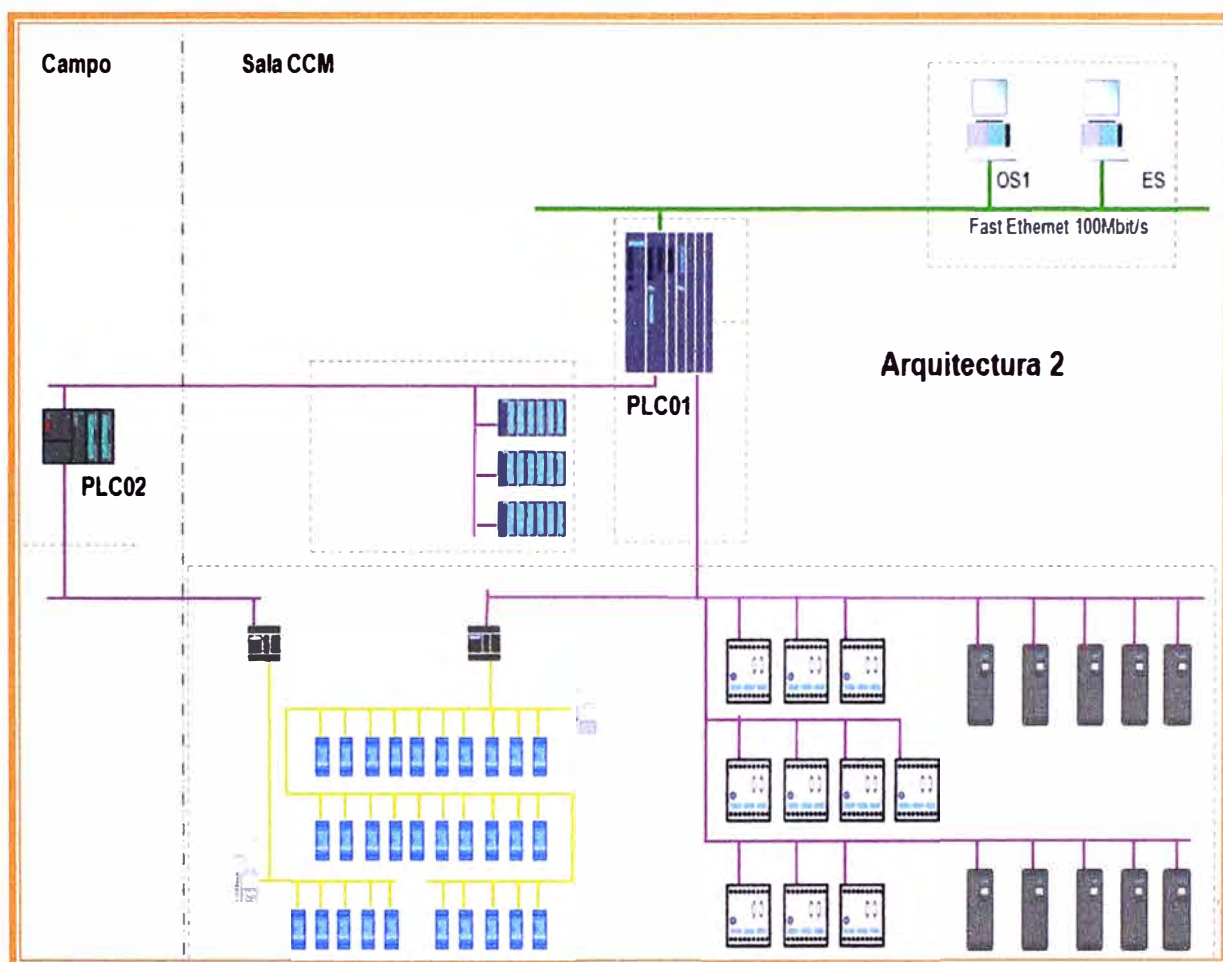 Campo
Sala CCM
OS1
ES
Fast Ethernet 100Mbit/s
Arquitectura 2
PLC01
PLC02